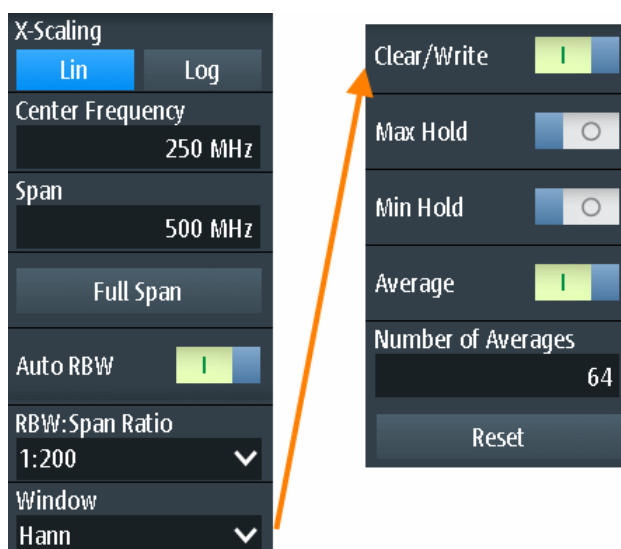 X-Scaling
Lin Log
Center Frequency
250 MHz
Span
500 MHz
Full Span
Auto RBW
RBW:Span Ratio
1:200
Window
Hann
Clear/Write
Max Hold
Min Hold
Average
Number of Averages
64
Reset